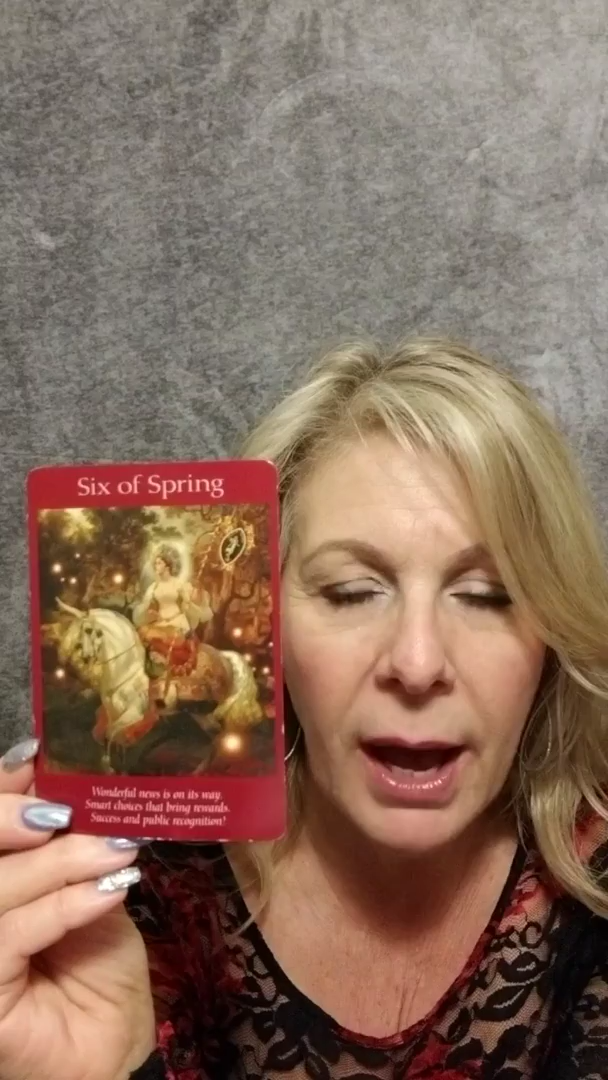 Six of Spring
Wonderful news is on its way.
Smart choices that bring rewards.
Success and public recognition!